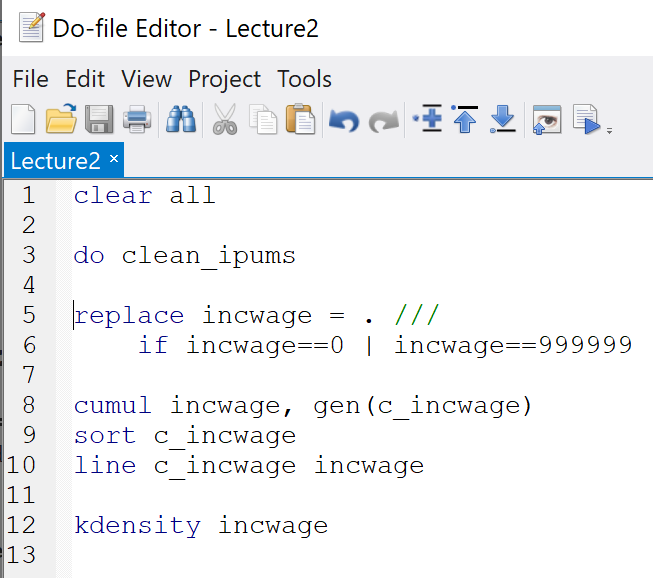 Do-file Editor - Lecture2
File Edit View Project Tools
Lecture2 ×
1 clear all
2
3 do clean_ipums
4
5 replace incwage = . ///
6     if incwage==0 | incwage==999999
7
8 cumul incwage, gen(c_incwage)
9 sort c_incwage
10 line c_incwage incwage
11
12 kdensity incwage
13